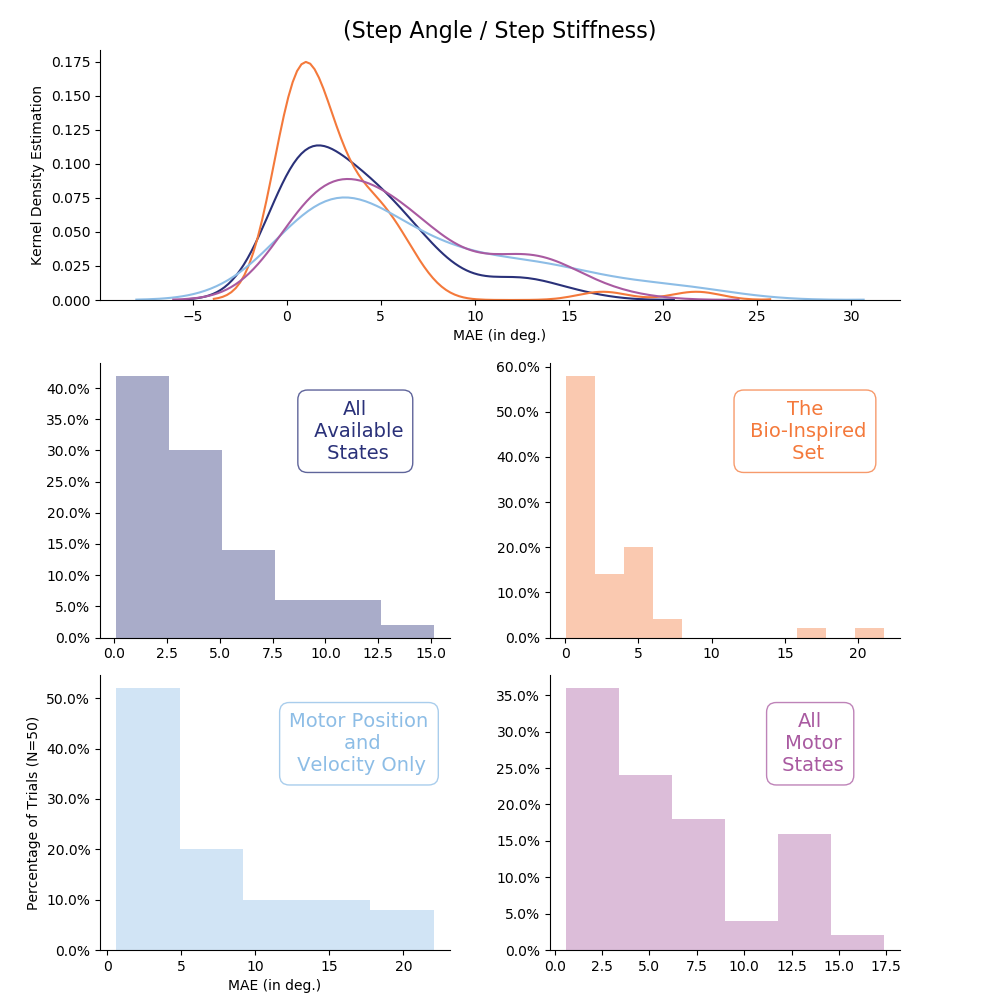 (Step Angle / Step Stiffness)
Kernel Density Estimation
0.175
0.150
0.125
0.100
0.075
0.050
0.025
0.000
−5 0 5 10 15 20 25 30
MAE (in deg.)
40.0%
35.0%
30.0%
25.0%
20.0%
15.0%
10.0%
5.0%
0.0%
All
Available
States
0.0 2.5 5.0 7.5 10.0 12.5 15.0
60.0%
50.0%
40.0%
30.0%
20.0%
10.0%
0.0%
The
Bio-Inspired
Set
0 5 10 15 20
Percentage of Trials (N=50)
50.0%
40.0%
30.0%
20.0%
10.0%
0.0%
Motor Position
and
Velocity Only
0 5 10 15 20
MAE (in deg.)
35.0%
30.0%
25.0%
20.0%
15.0%
10.0%
5.0%
0.0%
All
Motor
States
0.0 2.5 5.0 7.5 10.0 12.5 15.0 17.5